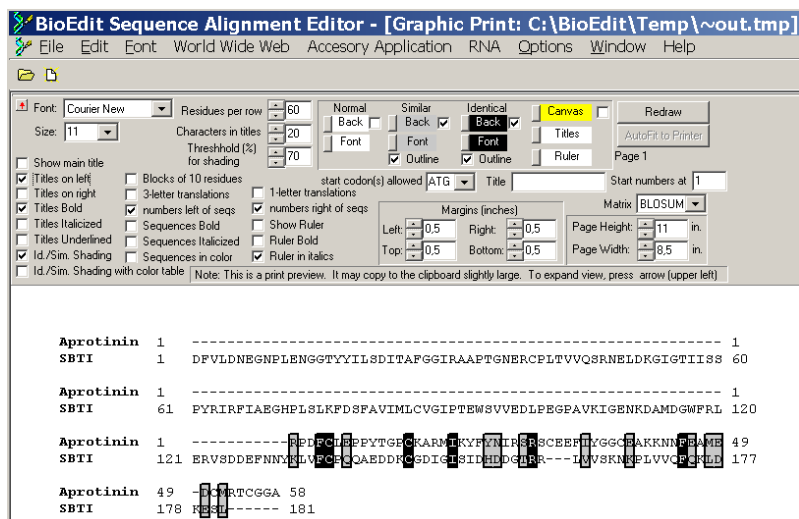 BioEdit Sequence Alignment Editor - [Graphic Print: C:\BioEdit\Temp\~out.tmp]
File Edit Font World Wide Web Accesory Application RNA Options Window Help
Font: Courier New Residues per row 60 Normal Similar Identical Canvas Redraw
Back Back Back
Size: 11 Characters in titles 20 Font Font Font Titles AutoFit to Printer
Threshhold (%) for shading 70 Outline Outline Ruler Page 1
Show main title
Titles on left Blocks of 10 residues start codon(s) allowed ATG Title Start numbers at 1
Titles on right 3-letter translations 1-letter translations Matrix BLOSUM
Titles Bold numbers left of seqs numbers right of seqs Margins (inches)
Titles Italicized Sequences Bold Show Ruler Left: 0,5 Right: 0,5 Page Height: 11 in.
Titles Underlined Sequences Italicized Ruler Bold
Id./Sim. Shading Sequences in color Ruler in italics Top: 0,5 Bottom: 0,5 Page Width: 8,5 in.
Id./Sim. Shading with color table Note: This is a print preview. It may copy to the clipboard slightly large. To expand view, press arrow (upper left)
Aprotinin 1 ------------------------------------------------------------ 1
SBTI 1 DFVLDNEGNPLENGGTYYILSDITAFGGIRAAPTGNERCPLTVVQSRNELDKGIGTIISS 60
Aprotinin 1 ------------------------------------------------------------ 1
SBTI 61 PYRIRFIAEGHPLSLKFDSFAVIMLCVGIPTEWSVVEDLPEGPAVKIGENKDAMDGWFRL 120
Aprotinin 1 -----------RPDFCLEPPYTGPCKARMIKYFYNIRSRSCEEFIYGGCEAKKNNFEAME 49
SBTI 121 ERVSDDEFNNYKLVFCPQQAEDDKCGDIGISIDHDDGTRR---LVVSKNKPLVVQFQKLD 177
Aprotinin 49 -DCMRTCGGA 58
SBTI 178 KESL------ 181